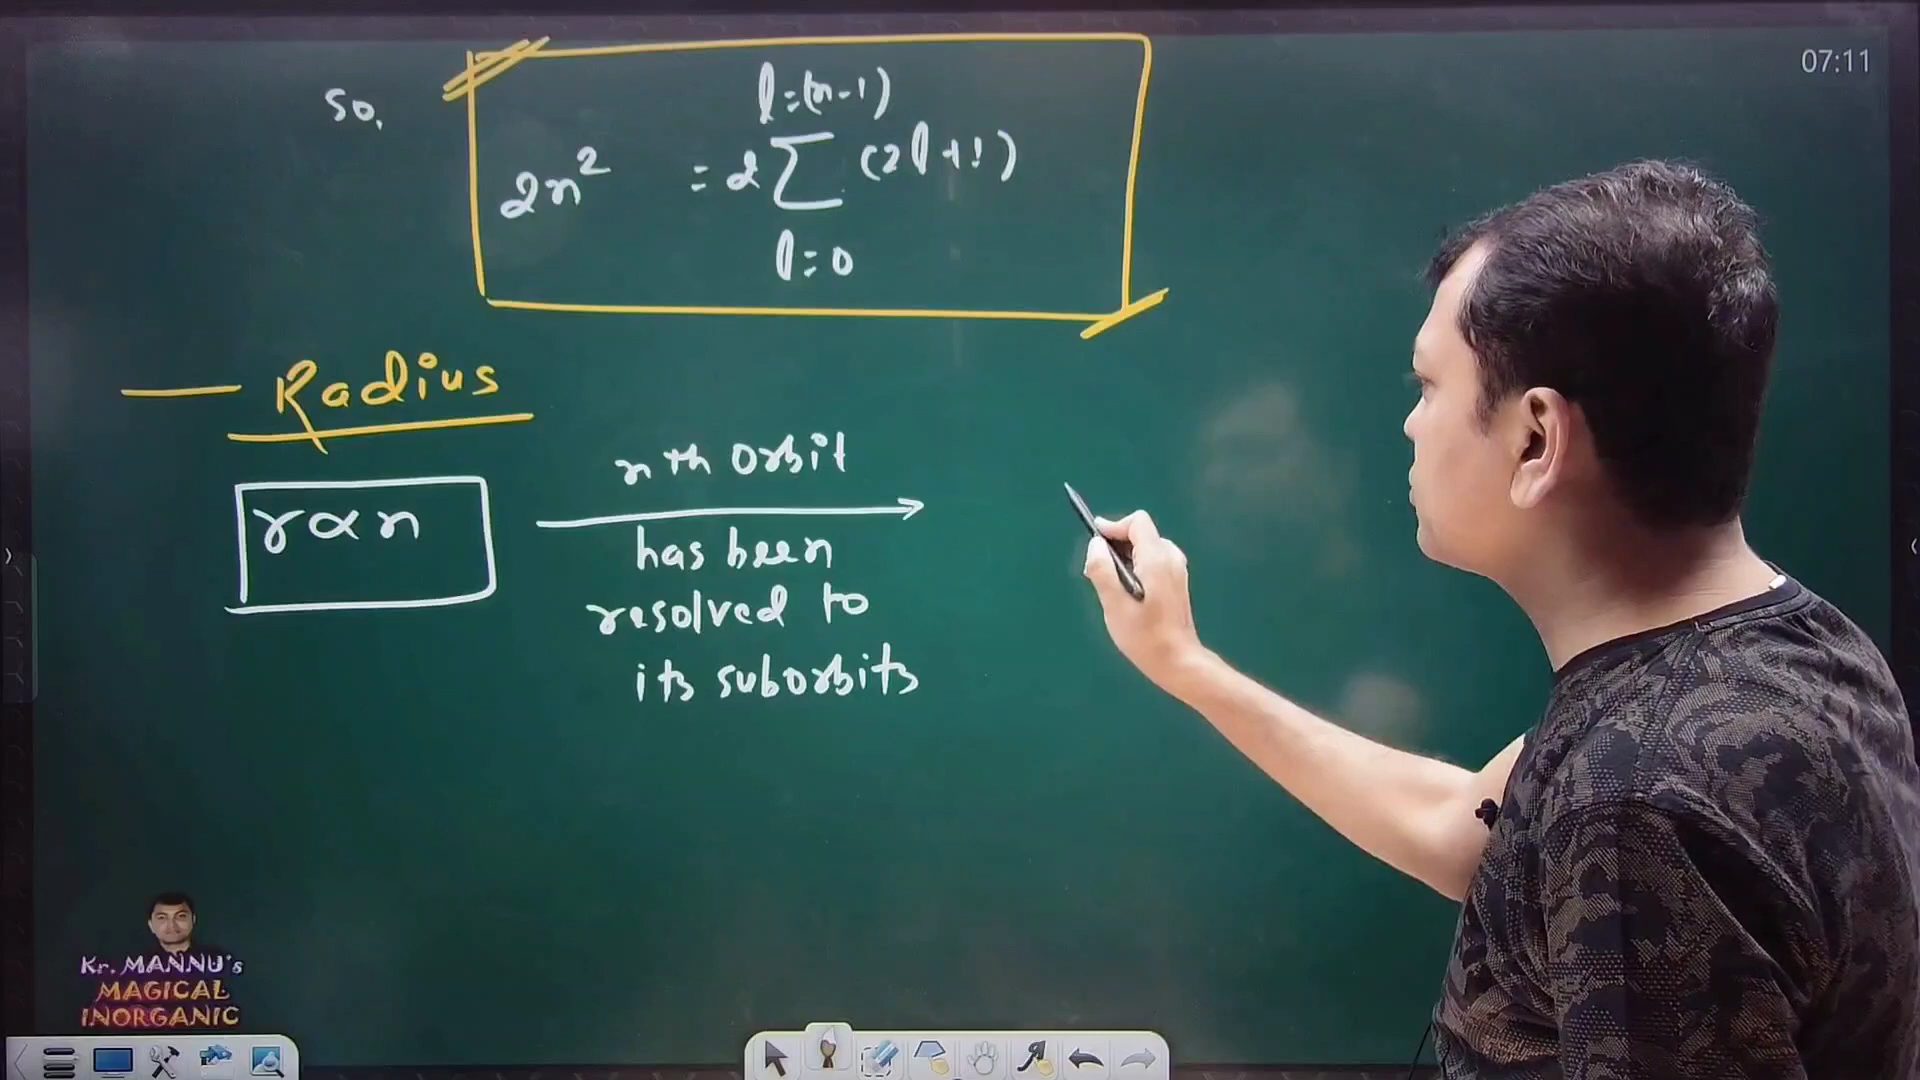 07:11
So,
l=(n-1)
2n² = 2 Σ (2l+1)
l=0
— Radius
r∝n
nth orbit
has been
resolved to
its suborbits
Kr. MANNU's
MAGICAL
INORGANIC